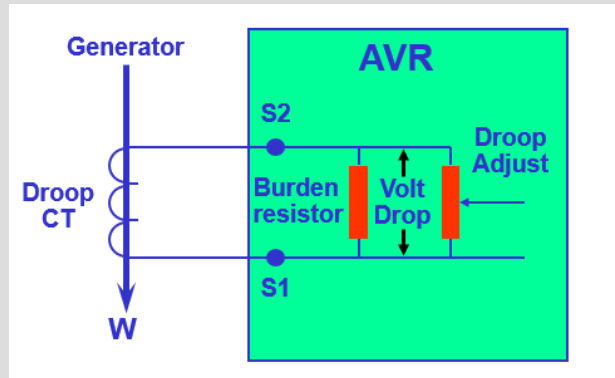 Generator
AVR
S2
Droop
Adjust
Droop
CT
Burden
resistor
Volt
Drop
S1
W